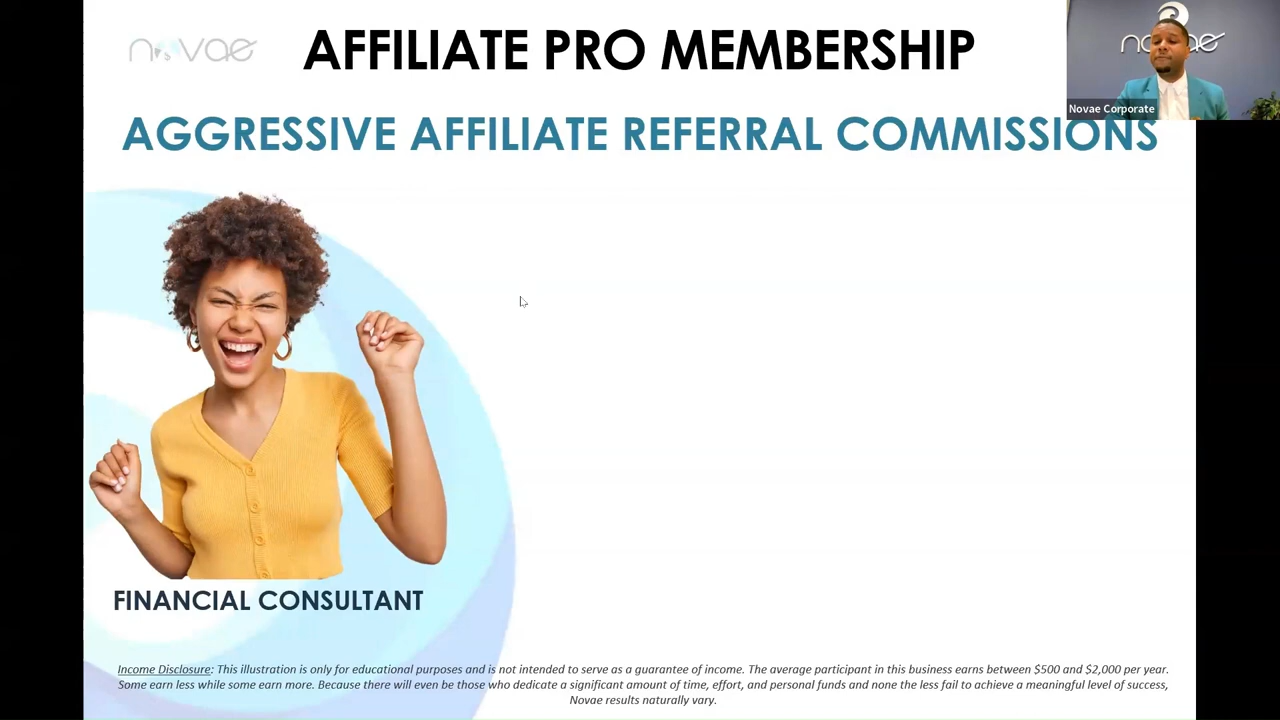 novae
AFFILIATE PRO MEMBERSHIP
novae
Novae Corporate
AGGRESSIVE AFFILIATE REFERRAL COMMISSIONS
FINANCIAL CONSULTANT
Income Disclosure: This illustration is only for educational purposes and is not intended to serve as a guarantee of income. The average participant in this business earns between $500 and $2,000 per year.
Some earn less while some earn more. Because there will even be those who dedicate a significant amount of time, effort, and personal funds and none the less fail to achieve a meaningful level of success,
Novae results naturally vary.